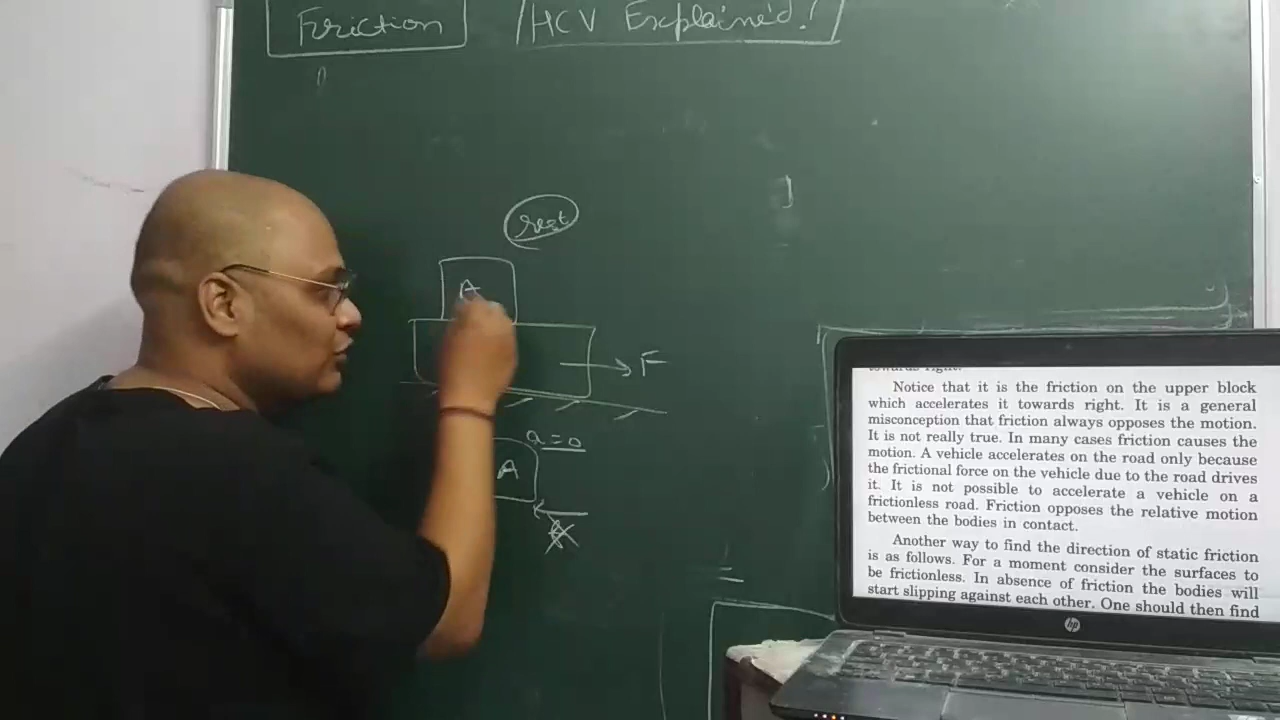 Friction
HCV Explained!
rest
A
F
a = 0
A
towards right.
Notice that it is the friction on the upper block
which accelerates it towards right. It is a general
misconception that friction always opposes the motion.
It is not really true. In many cases friction causes the
motion. A vehicle accelerates on the road only because
the frictional force on the vehicle due to the road drives
it. It is not possible to accelerate a vehicle on a
frictionless road. Friction opposes the relative motion
between the bodies in contact.
Another way to find the direction of static friction
is as follows. For a moment consider the surfaces to
be frictionless. In absence of friction the bodies will
start slipping against each other. One should then find
hp